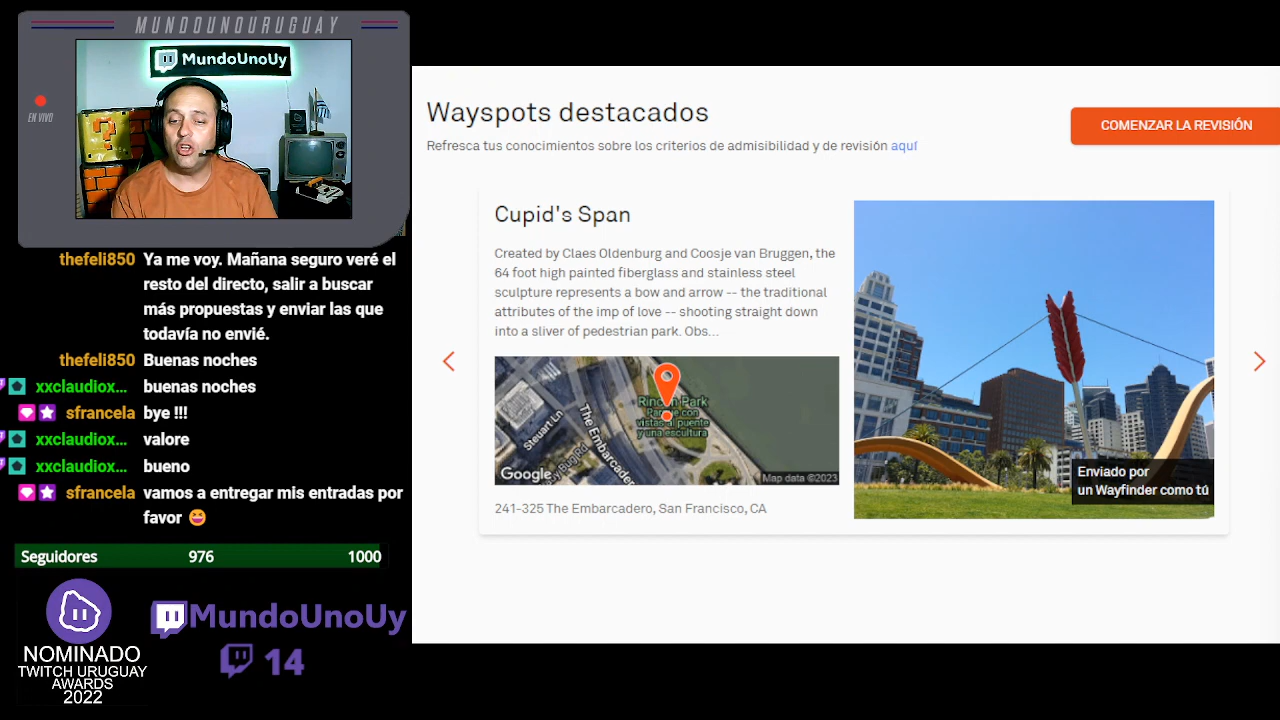 MUNDOUNOURUGUAY
MundoUnoUy
EN VIVO
thefeli850 Ya me voy. Mañana seguro veré el
resto del directo, salir a buscar
más propuestas y enviar las que
todavía no envié.
thefeli850 Buenas noches
xxclaudiox... buenas noches
sfrancela bye !!!
xxclaudiox... valore
xxclaudiox... bueno
sfrancela vamos a entregar mis entradas por
favor 😆
Seguidores 976 1000
NOMINADO
TWITCH URUGUAY
AWARDS
2022
MundoUnoUy
14
Wayspots destacados
COMENZAR LA REVISIÓN
Refresca tus conocimientos sobre los criterios de admisibilidad y de revisión aquí
Cupid's Span
Created by Claes Oldenburg and Coosje van Bruggen, the
64 foot high painted fiberglass and stainless steel
sculpture represents a bow and arrow -- the traditional
attributes of the imp of love -- shooting straight down
into a sliver of pedestrian park. Obs...
Rincon Park
Parque con
vistas al puente
y una escultura
Steuart Ln
The Embarcadero
Google
Map data ©2023
241-325 The Embarcadero, San Francisco, CA
Enviado por
un Wayfinder como tú